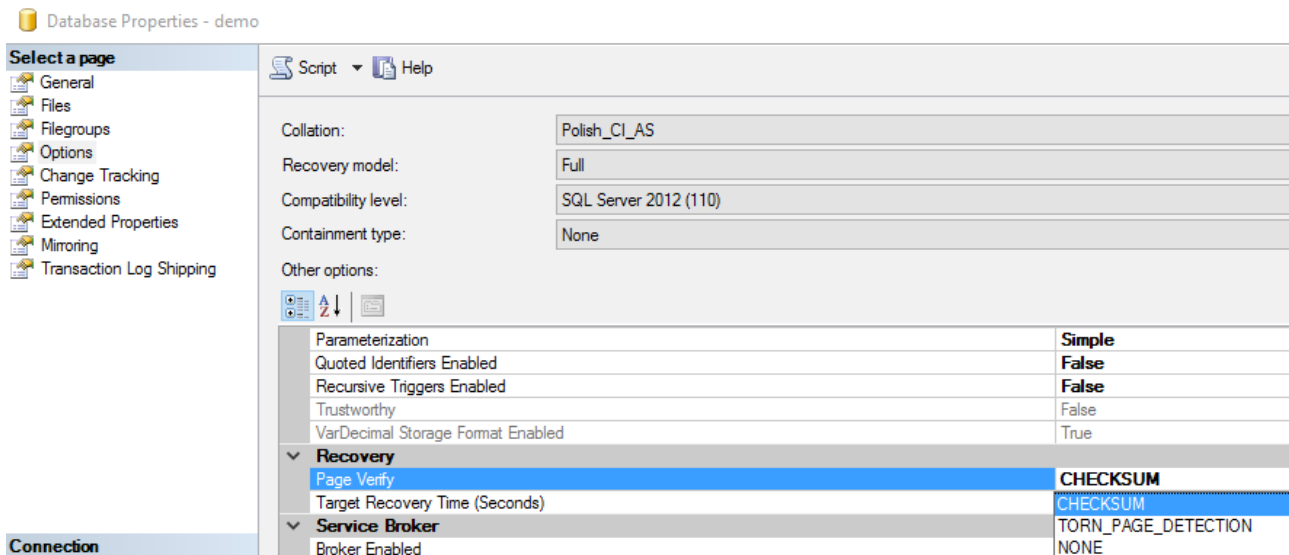 Database Properties - demo
Select a page
General
Files
Filegroups
Options
Change Tracking
Permissions
Extended Properties
Mirroring
Transaction Log Shipping
Connection
Script Help
Collation: Polish_CI_AS
Recovery model: Full
Compatibility level: SQL Server 2012 (110)
Containment type: None
Other options:
Parameterization Simple
Quoted Identifiers Enabled False
Recursive Triggers Enabled False
Trustworthy False
VarDecimal Storage Format Enabled True
Recovery
Page Verify CHECKSUM
Target Recovery Time (Seconds) CHECKSUM
Service Broker TORN_PAGE_DETECTION
Broker Enabled NONE